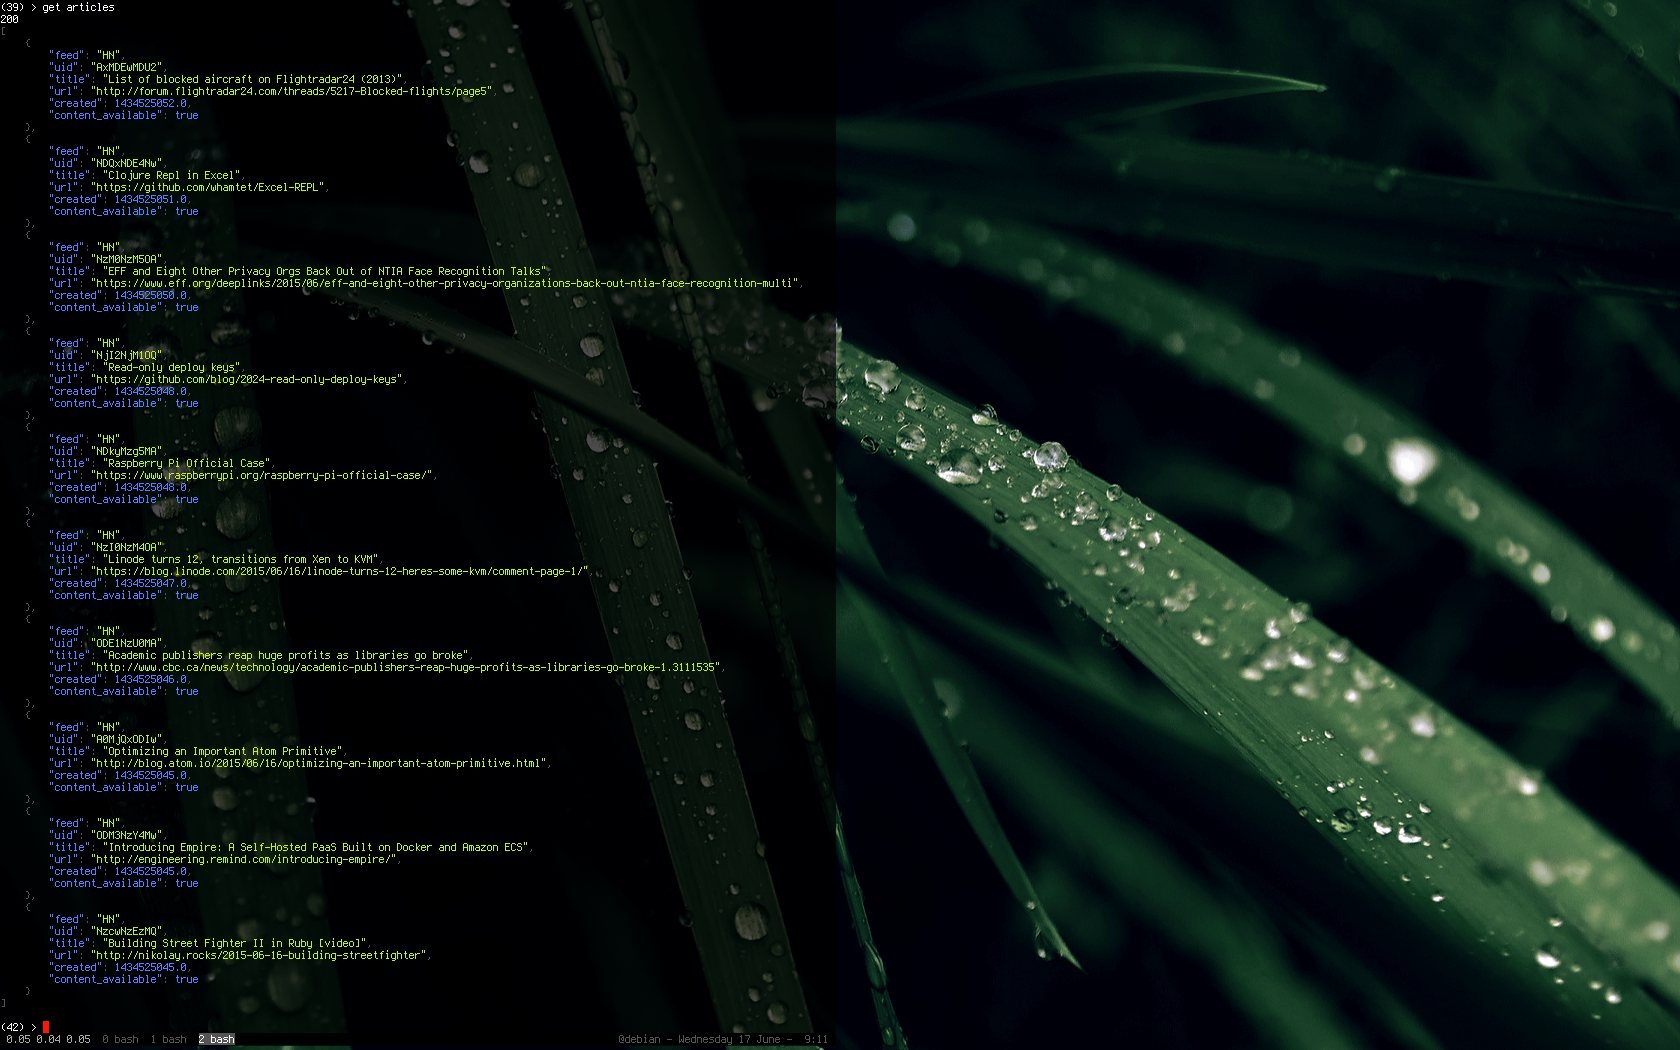 (39) > get articles
200
[
{
"feed": "HN",
"uid": "AxMDEwMDU2",
"title": "List of blocked aircraft on Flightradar24 (2013)",
"url": "http://forum.flightradar24.com/threads/5217-Blocked-flights/page5",
"created": 1434525052.0,
"content_available": true
},
{
"feed": "HN",
"uid": "NDQxNDE4Nw",
"title": "Clojure Repl in Excel",
"url": "https://github.com/whamtet/Excel-REPL",
"created": 1434525051.0,
"content_available": true
},
{
"feed": "HN",
"uid": "NzM0NzM5OA",
"title": "EFF and Eight Other Privacy Orgs Back Out of NTIA Face Recognition Talks",
"url": "https://www.eff.org/deeplinks/2015/06/eff-and-eight-other-privacy-organizations-back-out-ntia-face-recognition-multi",
"created": 1434525050.0,
"content_available": true
},
{
"feed": "HN",
"uid": "NjI2NjM1OQ",
"title": "Read-only deploy keys",
"url": "https://github.com/blog/2024-read-only-deploy-keys",
"created": 1434525048.0,
"content_available": true
},
{
"feed": "HN",
"uid": "NDkyMzg5MA",
"title": "Raspberry Pi Official Case",
"url": "https://www.raspberrypi.org/raspberry-pi-official-case/",
"created": 1434525048.0,
"content_available": true
},
{
"feed": "HN",
"uid": "NzI0NzM4OA",
"title": "Linode turns 12, transitions from Xen to KVM",
"url": "https://blog.linode.com/2015/06/16/linode-turns-12-heres-some-kvm/comment-page-1/",
"created": 1434525047.0,
"content_available": true
},
{
"feed": "HN",
"uid": "ODE1NzU0MA",
"title": "Academic publishers reap huge profits as libraries go broke",
"url": "http://www.cbc.ca/news/technology/academic-publishers-reap-huge-profits-as-libraries-go-broke-1.3111535",
"created": 1434525046.0,
"content_available": true
},
{
"feed": "HN",
"uid": "A0MjQxODIw",
"title": "Optimizing an Important Atom Primitive",
"url": "http://blog.atom.io/2015/06/16/optimizing-an-important-atom-primitive.html",
"created": 1434525045.0,
"content_available": true
},
{
"feed": "HN",
"uid": "ODM3NzY4Mw",
"title": "Introducing Empire: A Self-Hosted PaaS Built on Docker and Amazon ECS",
"url": "http://engineering.remind.com/introducing-empire/",
"created": 1434525045.0,
"content_available": true
},
{
"feed": "HN",
"uid": "NzcwNzEzMQ",
"title": "Building Street Fighter II in Ruby [video]",
"url": "http://nikolay.rocks/2015-06-16-building-streetfighter",
"created": 1434525045.0,
"content_available": true
}
]
(42) >
0.05 0.04 0.05 0 bash 1 bash 2 bash @debian - Wednesday 17 June - 9:11